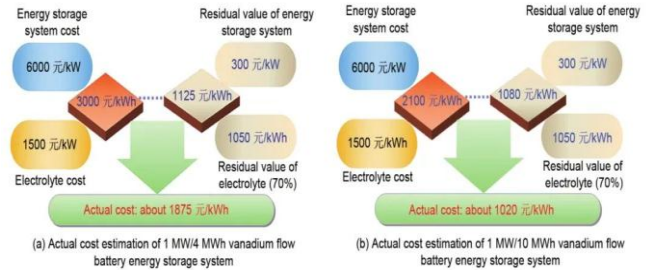 Energy storage
system cost
Residual value of energy
storage system
6000 元/kW
300 元/kW
3000 元/kWh
1125 元/kWh
1500 元/kW
1050 元/kWh
Electrolyte cost
Residual value of
electrolyte (70%)
Actual cost: about 1875 元/kWh
(a) Actual cost estimation of 1 MW/4 MWh vanadium flow
battery energy storage system
Energy storage
system cost
Residual value of energy
storage system
6000 元/kW
300 元/kW
2100 元/kWh
1080 元/kWh
1500 元/kWh
1050 元/kWh
Electrolyte cost
Residual value of
electrolyte (70%)
Actual cost: about 1020 元/kWh
(b) Actual cost estimation of 1 MW/10 MWh vanadium flow
battery energy storage system